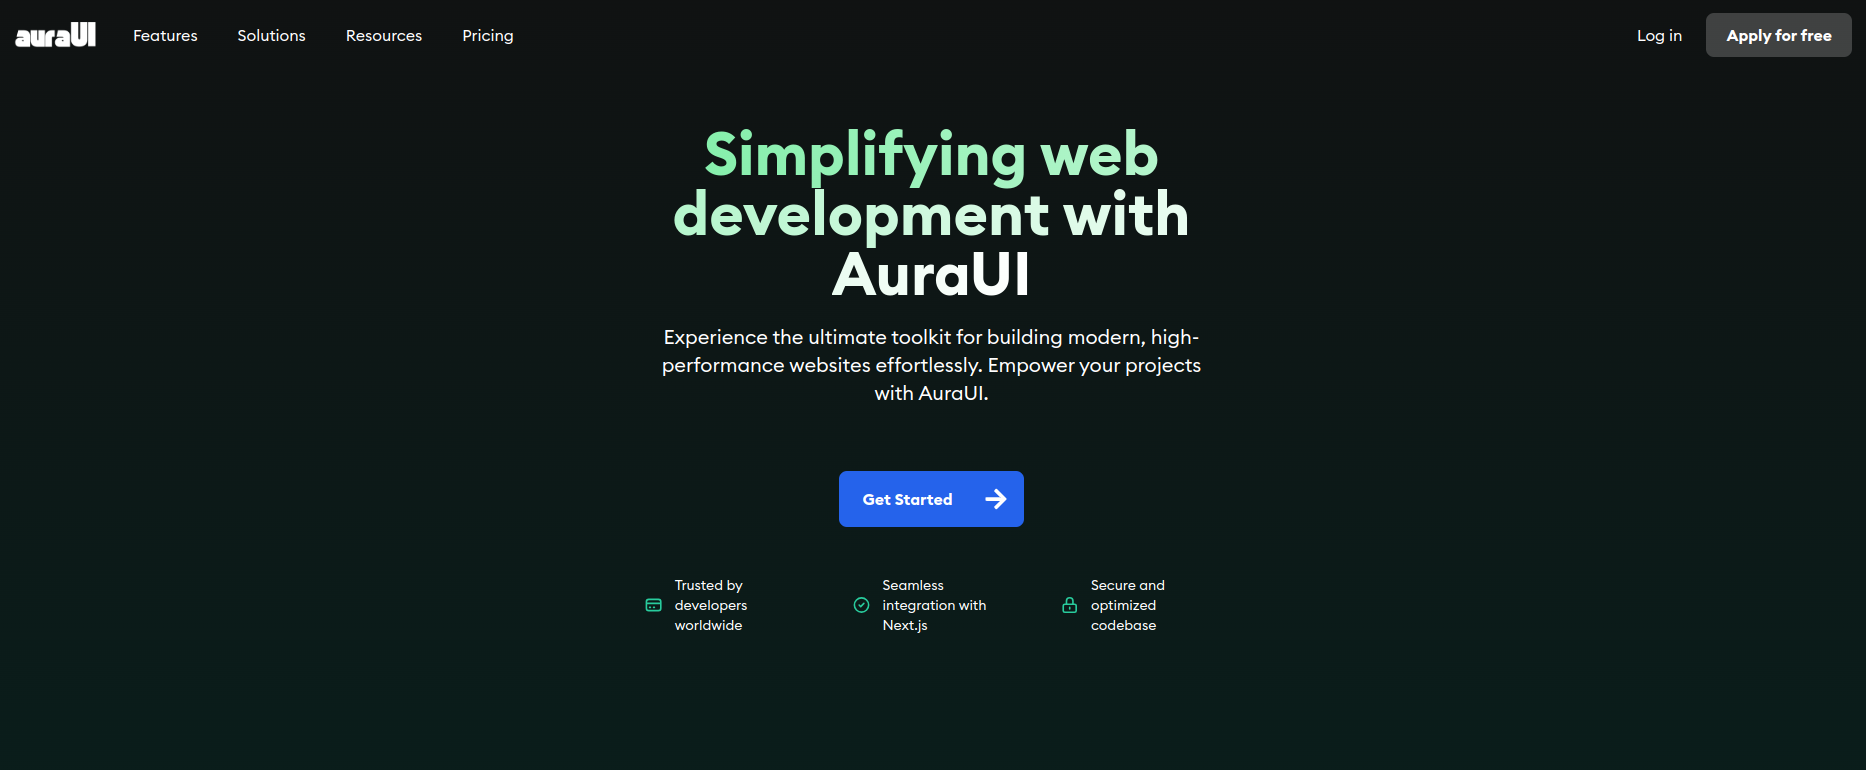 auraUI Features Solutions Resources Pricing Log in Apply for free
Simplifying web
development with
AuraUI
Experience the ultimate toolkit for building modern, high-
performance websites effortlessly. Empower your projects
with AuraUI.
Get Started
Trusted by
developers
worldwide
Seamless
integration with
Next.js
Secure and
optimized
codebase